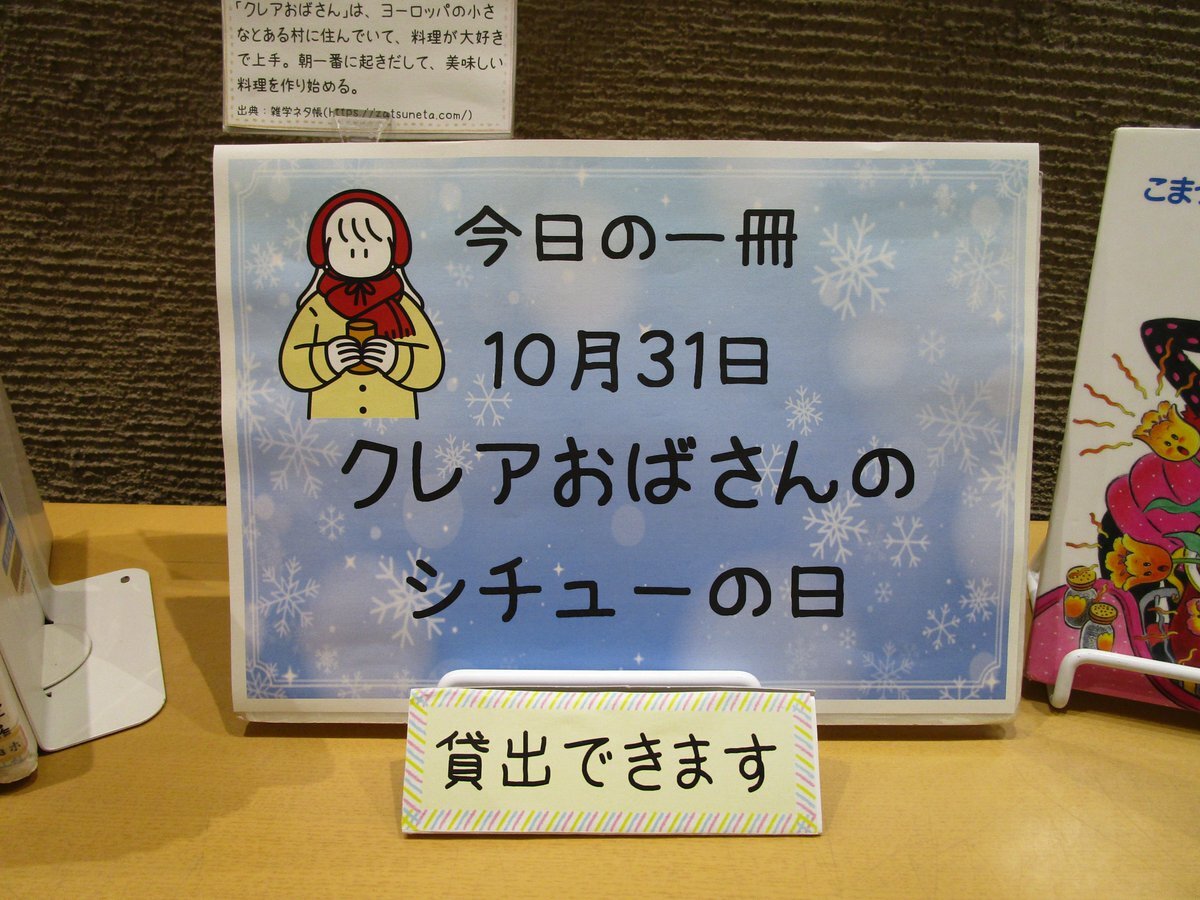 「クレアおばさん」は、ヨーロッパの小さ
なとある村に住んでいて、料理が大好き
で上手。朝一番に起きだして、美味しい
料理を作り始める。
出典：雑学ネタ帳(https://zatsuneta.com/)
今日の一冊
10月31日
クレアおばさんの
シチューの日
貸出できます
こまっ